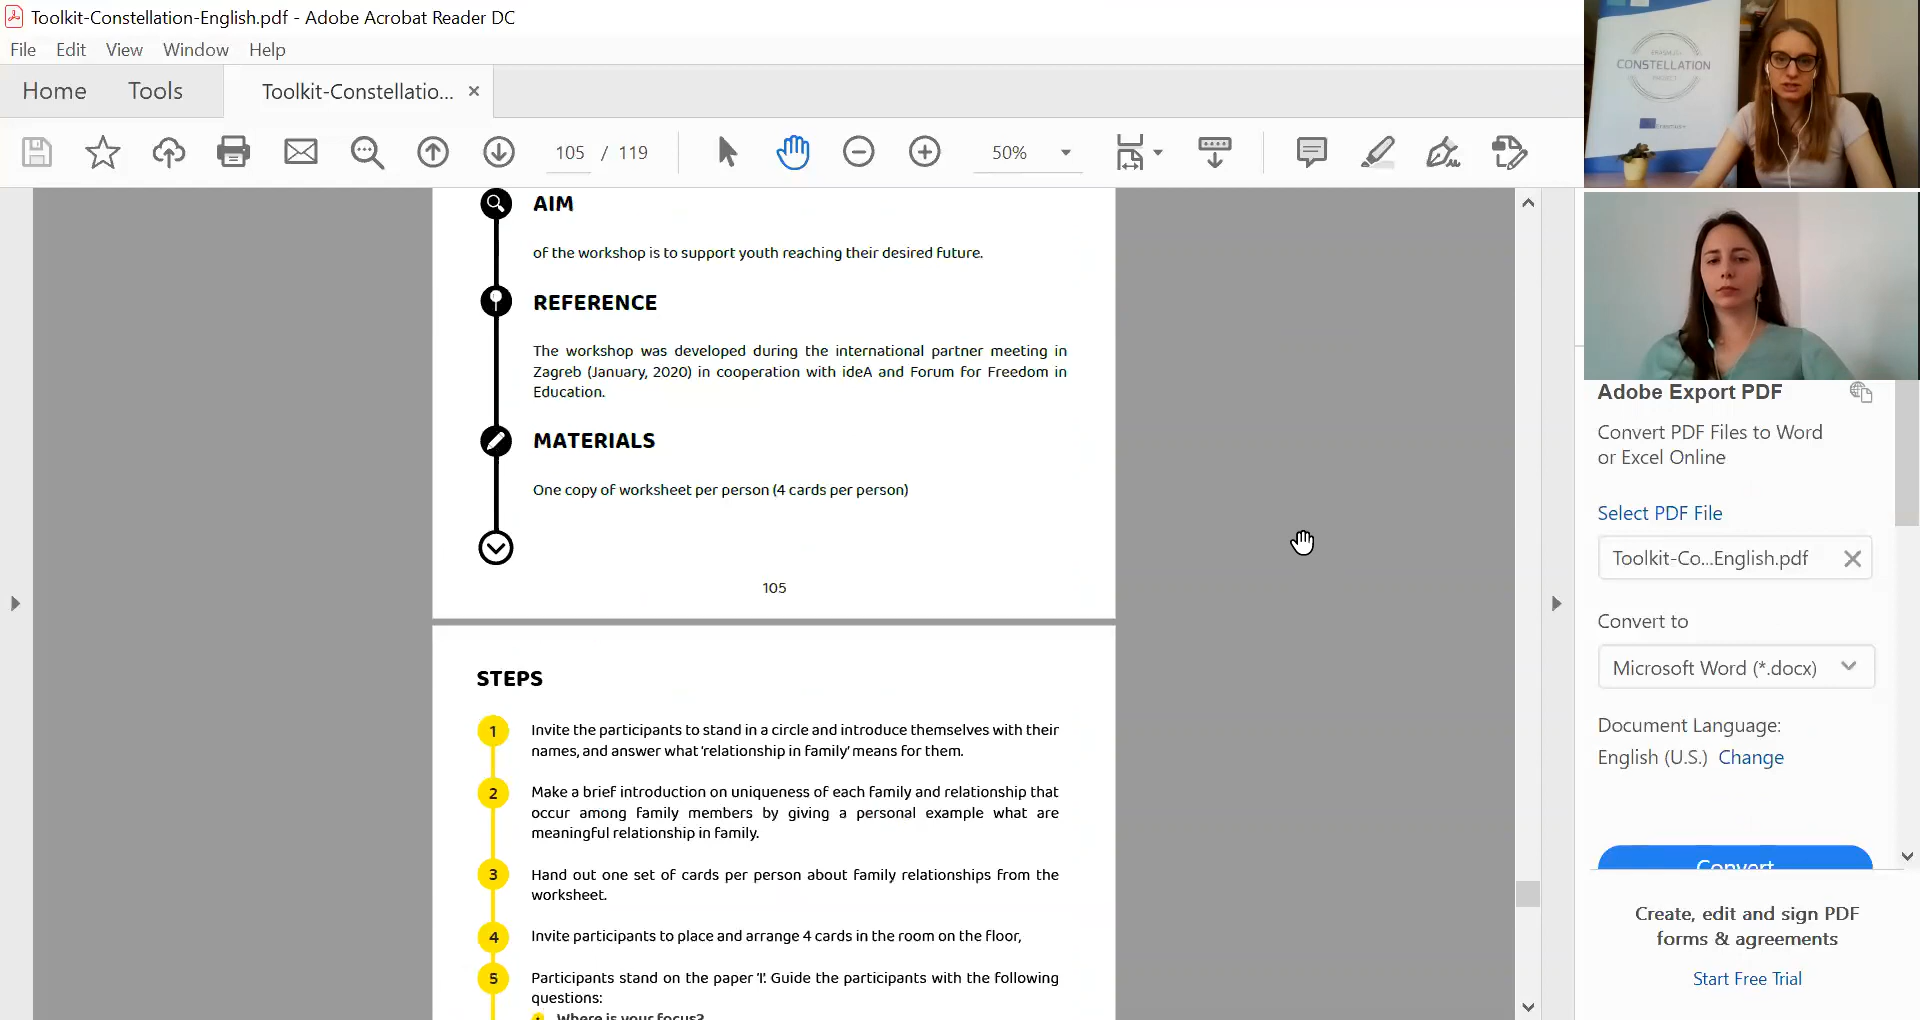 Toolkit-Constellation-English.pdf - Adobe Acrobat Reader DC
File Edit View Window Help
Home Tools Toolkit-Constellatio...
105 / 119 50%
AIM
of the workshop is to support youth reaching their desired future.
REFERENCE
The workshop was developed during the international partner meeting in
Zagreb (January, 2020) in cooperation with ideA and Forum for Freedom in
Education.
MATERIALS
One copy of worksheet per person (4 cards per person)
105
STEPS
1 Invite the participants to stand in a circle and introduce themselves with their
names, and answer what ‘relationship in family’ means for them.
2 Make a brief introduction on uniqueness of each family and relationship that
occur among family members by giving a personal example what are
meaningful relationship in family.
3 Hand out one set of cards per person about family relationships from the
worksheet.
4 Invite participants to place and arrange 4 cards in the room on the floor,
5 Participants stand on the paper ‘I’. Guide the participants with the following
questions:
Where is your focus?
ERASMUS+
CONSTELLATION
PROJECT
Erasmus+
Adobe Export PDF
Convert PDF Files to Word
or Excel Online
Select PDF File
Toolkit-Co...English.pdf
Convert to
Microsoft Word (*.docx)
Document Language:
English (U.S.) Change
Convert
Create, edit and sign PDF
forms & agreements
Start Free Trial